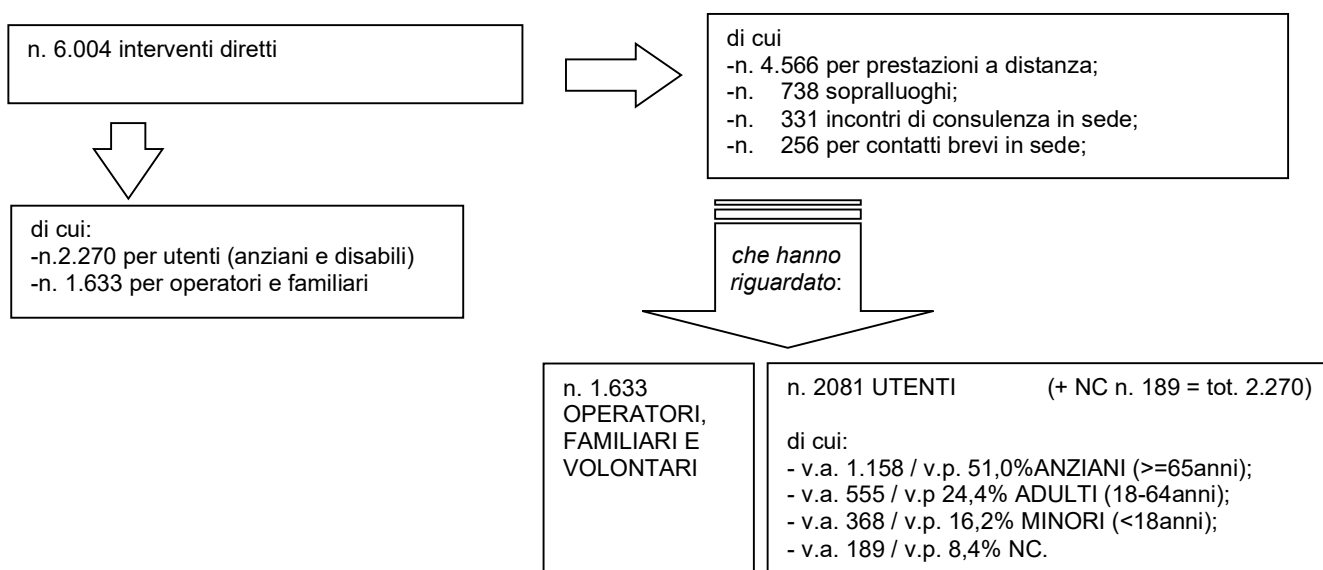 n. 6.004 interventi diretti
di cui
-n. 4.566 per prestazioni a distanza;
-n. 738 sopralluoghi;
-n. 331 incontri di consulenza in sede;
-n. 256 per contatti brevi in sede;
di cui:
-n.2.270 per utenti (anziani e disabili)
-n. 1.633 per operatori e familiari
che hanno
riguardato:
n. 1.633
OPERATORI,
FAMILIARI E
VOLONTARI
n. 2081 UTENTI (+ NC n. 189 = tot. 2.270)
di cui:
- v.a. 1.158 / v.p. 51,0%ANZIANI (>=65anni);
- v.a. 555 / v.p 24,4% ADULTI (18-64anni);
- v.a. 368 / v.p. 16,2% MINORI (<18anni);
- v.a. 189 / v.p. 8,4% NC.